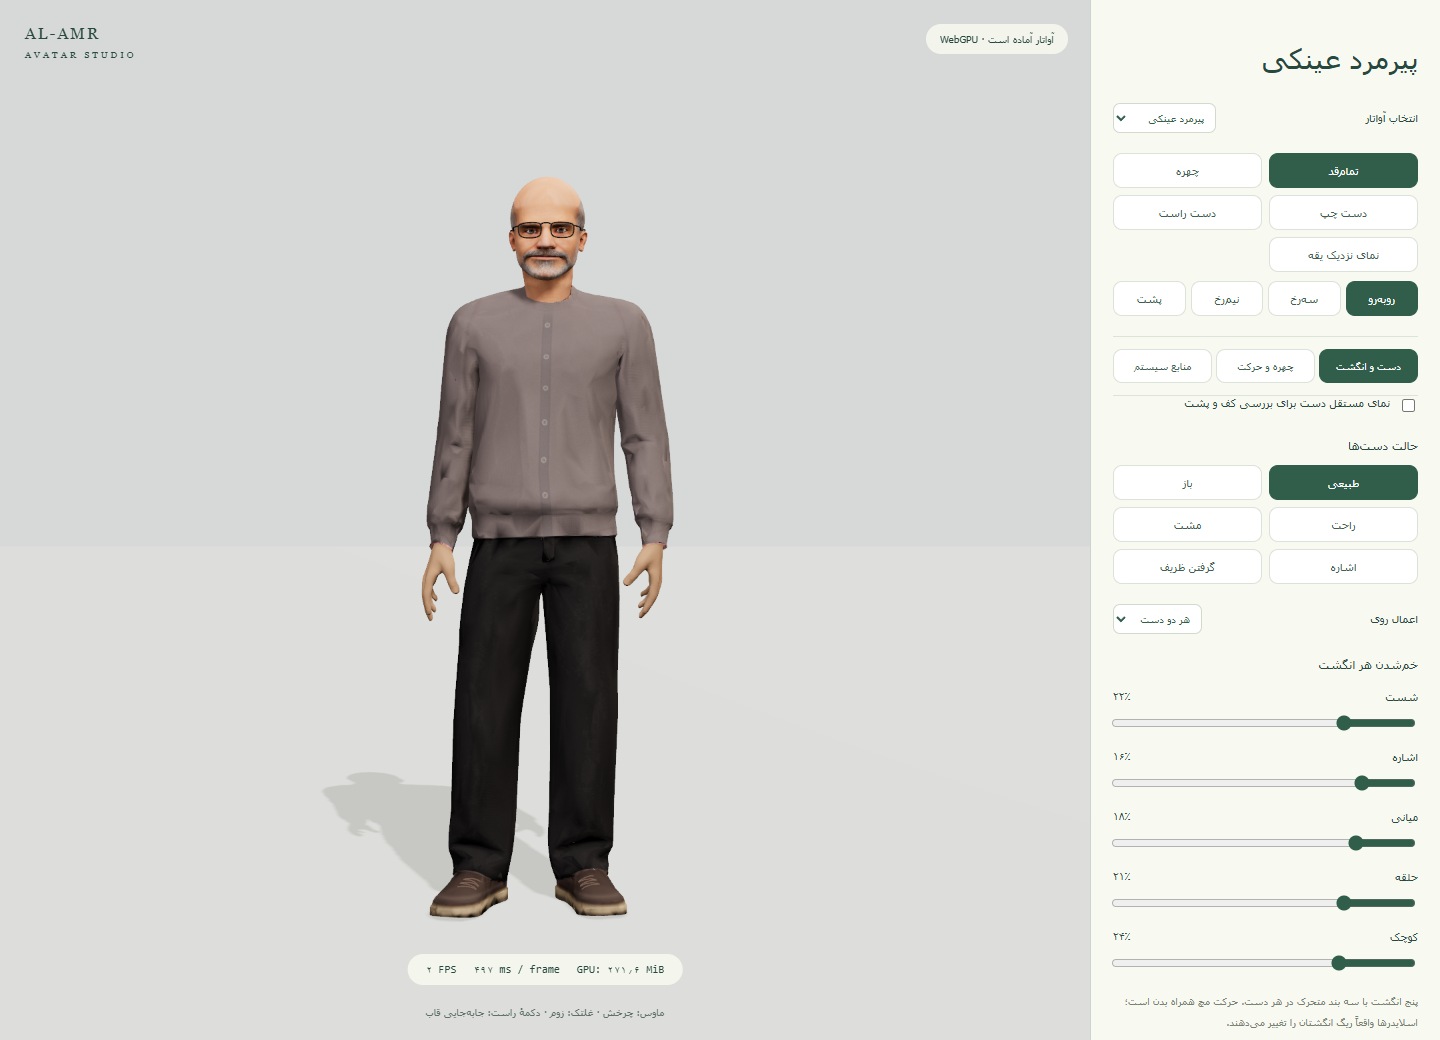 AL-AMR
AVATAR STUDIO
آواتار آماده است · WebGPU
پیرمرد عینکی
انتخاب آواتار
پیرمرد عینکی
تمام‌قد
چهره
دست چپ
دست راست
نمای نزدیک یقه
روبه‌رو
سه‌رخ
نیم‌رخ
پشت
دست و انگشت
چهره و حرکت
منابع سیستم
نمای مستقل دست برای بررسی کف و پشت
حالت دست‌ها
طبیعی
باز
راحت
مشت
اشاره
گرفتن ظریف
اعمال روی
هر دو دست
خم‌شدن هر انگشت
شست
۲۲٪
اشاره
۱۶٪
میانی
۱۸٪
حلقه
۲۱٪
کوچک
۲۴٪
پنج انگشت با سه بند متحرک در هر دست. حرکت مچ همراه بدن است؛
اسلایدرها واقعاً ریگ انگشتان را تغییر می‌دهند.
۲ FPS ۴۹۷ ms / frame GPU: ۲۷۱٫۶ MiB
ماوس: چرخش · غلتک: زوم · دکمهٔ راست: جابه‌جایی قاب